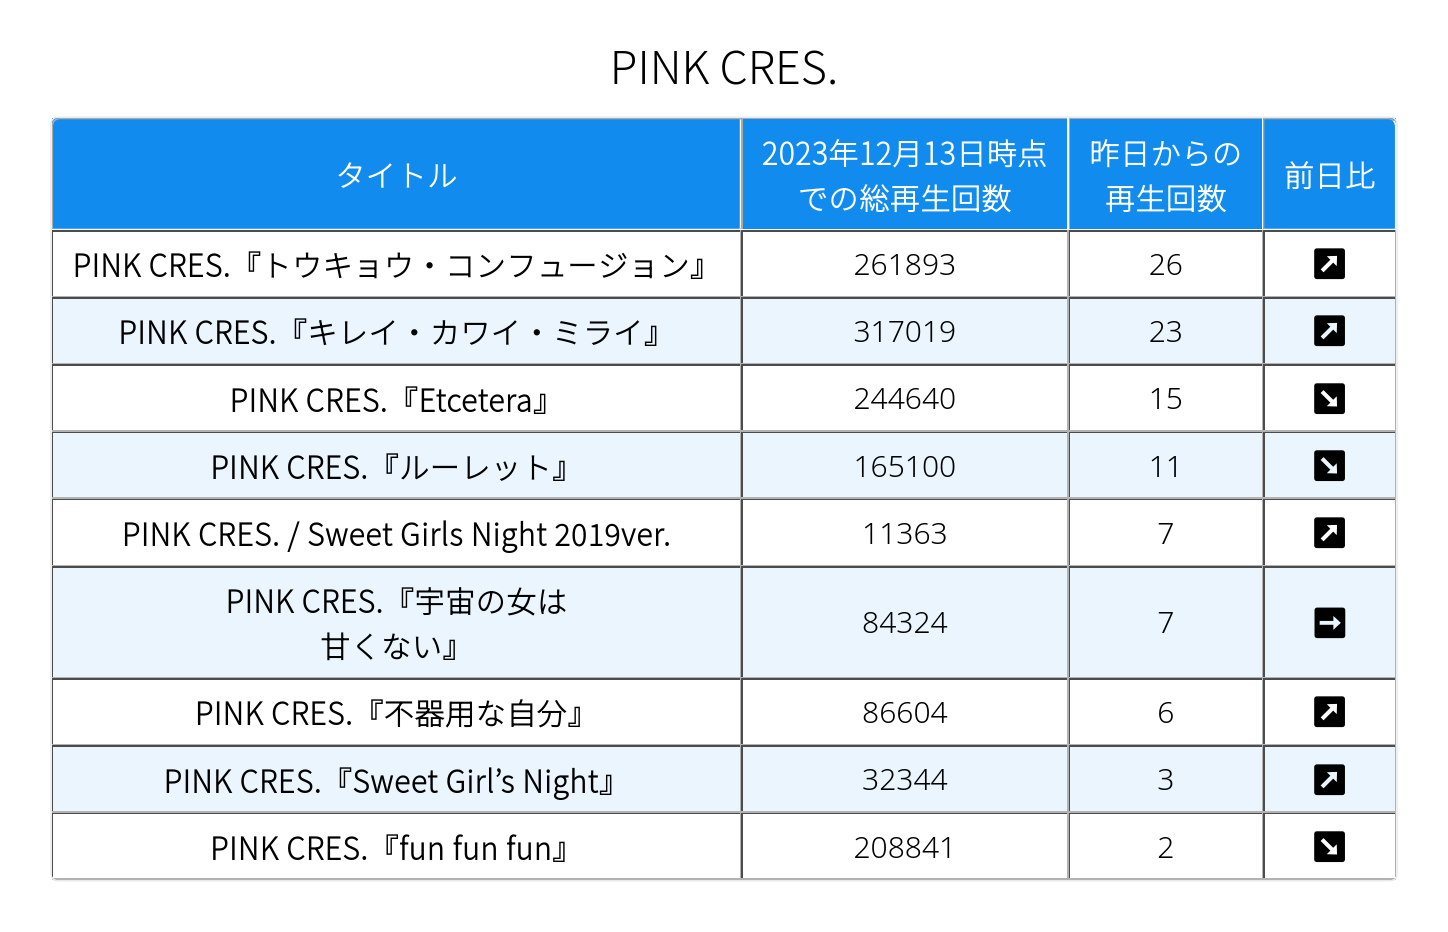 PINK CRES.
タイトル
2023年12月13日時点
での総再生回数
昨日からの
再生回数
前日比
PINK CRES.『トウキョウ・コンフュージョン』 261893 26 ↗
PINK CRES.『キレイ・カワイ・ミライ』 317019 23 ↗
PINK CRES.『Etcetera』 244640 15 ↘
PINK CRES.『ルーレット』 165100 11 ↘
PINK CRES. / Sweet Girls Night 2019ver. 11363 7 ↗
PINK CRES.『宇宙の女は
甘くない』 84324 7 →
PINK CRES.『不器用な自分』 86604 6 ↗
PINK CRES.『Sweet Girl’s Night』 32344 3 ↗
PINK CRES.『fun fun fun』 208841 2 ↘